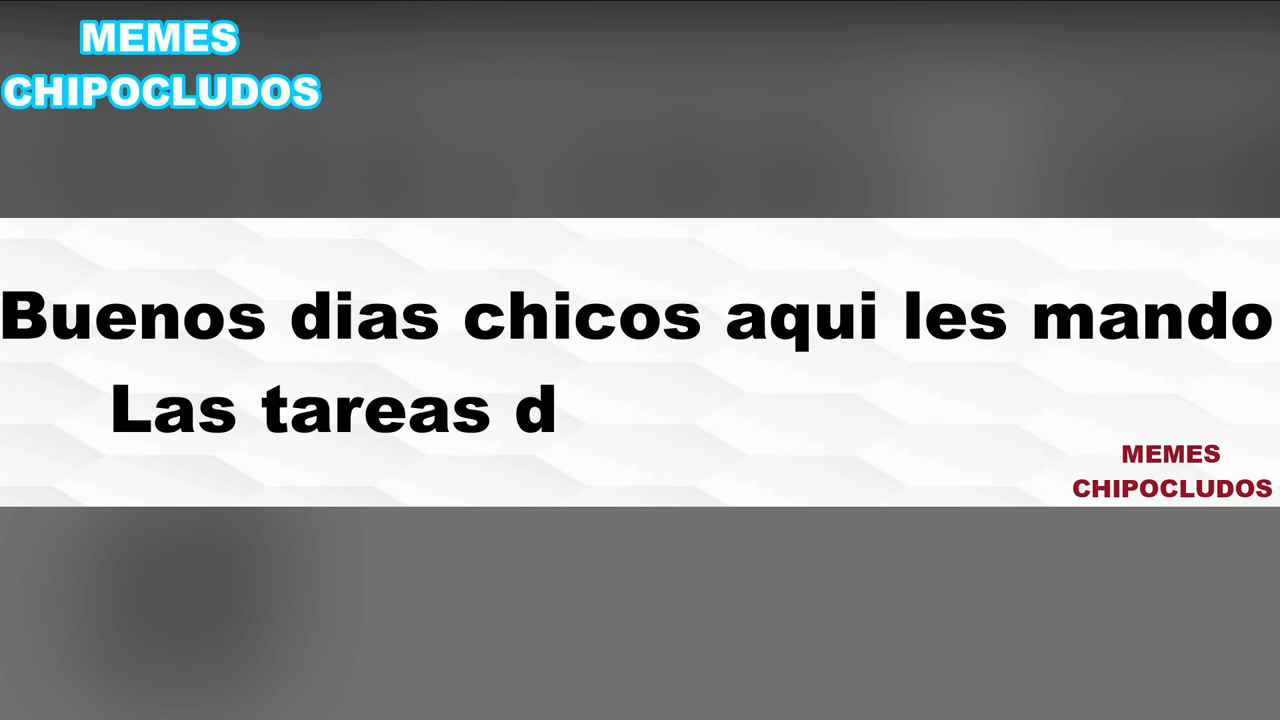 MEMES
CHIPOCLUDOS
Buenos dias chicos aqui les mando
Las tareas d
MEMES
CHIPOCLUDOS